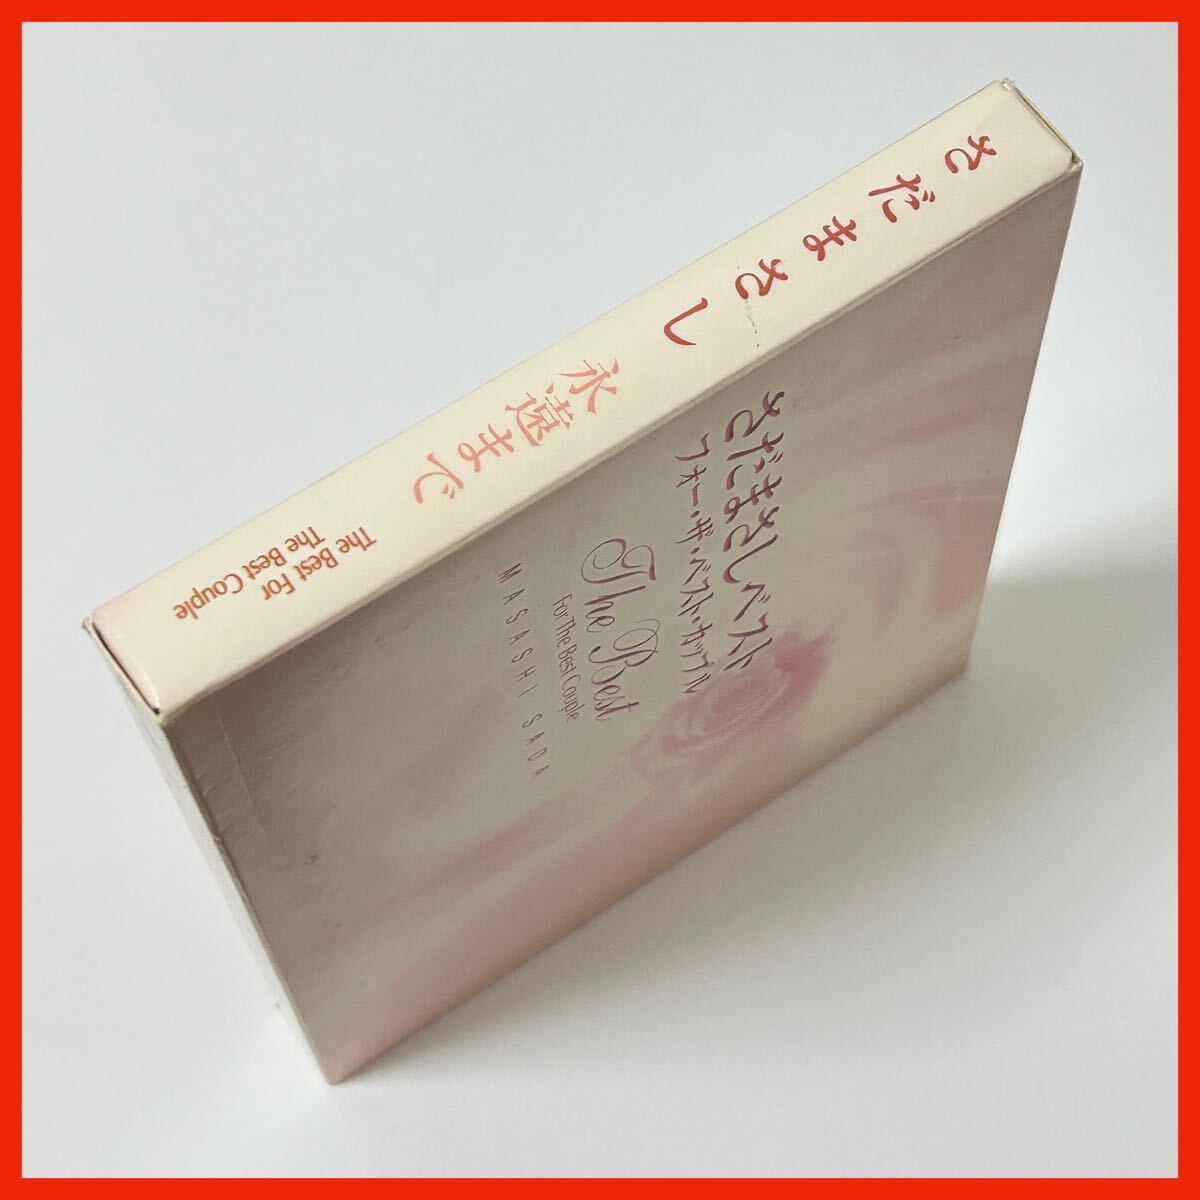 さだまさし
永遠まで
The Best For
The Best Couple
さだまさしベスト
フォー・ザ・ベスト・カップル
The Best
For The Best Couple
MASASHI SADA